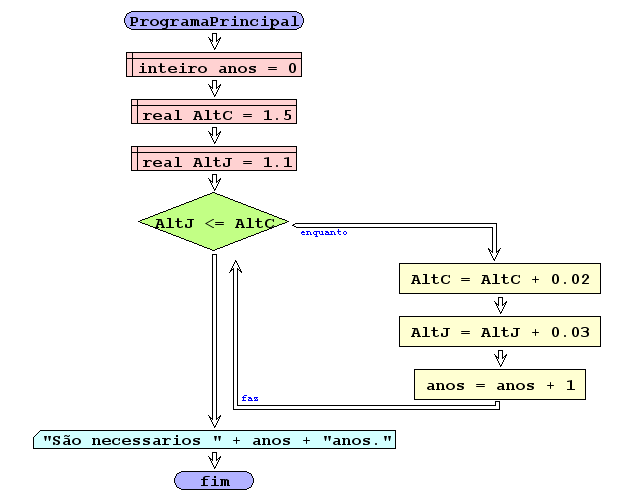 ProgramaPrincipal
inteiro anos = 0
real AltC = 1.5
real AltJ = 1.1
AltJ <= AltC
enquanto
AltC = AltC + 0.02
AltJ = AltJ + 0.03
anos = anos + 1
faz
"São necessarios " + anos + "anos."
fim